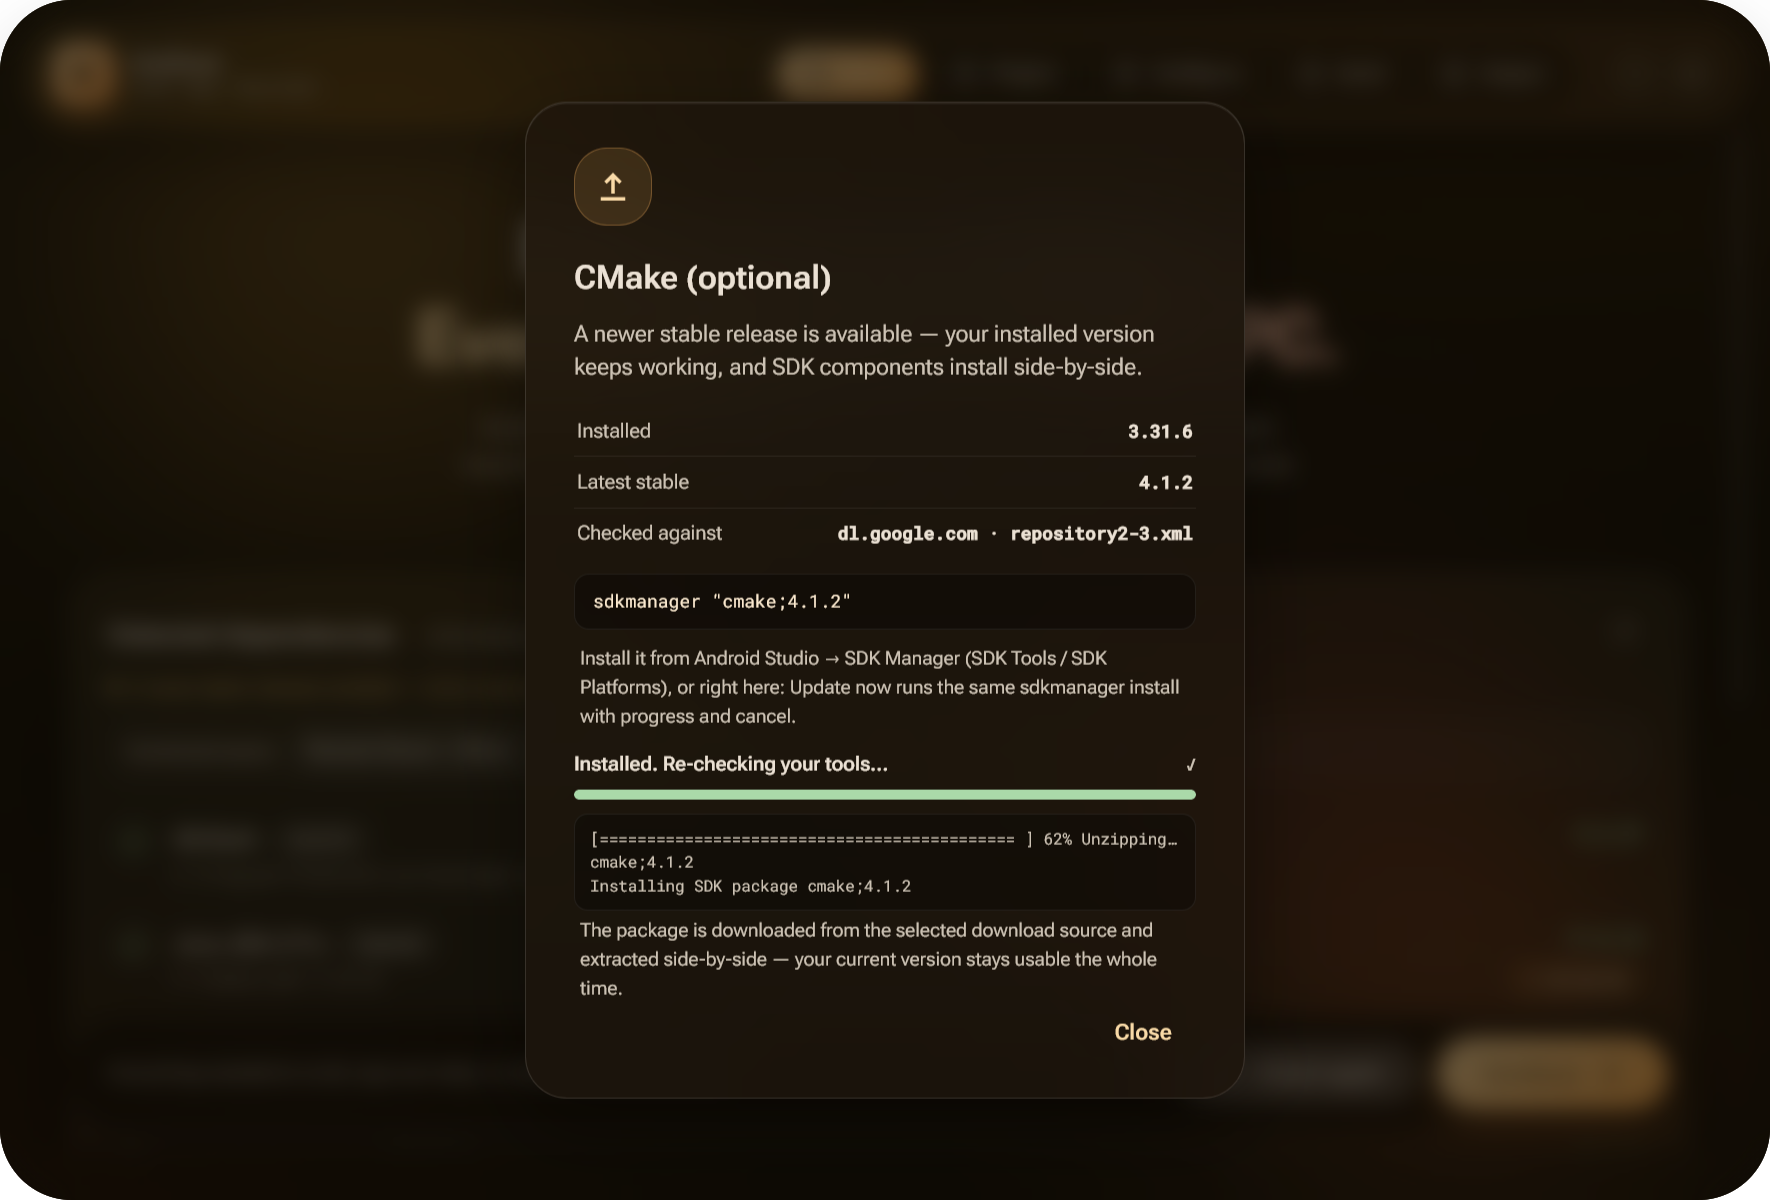 CMake (optional)
A newer stable release is available — your installed version
keeps working, and SDK components install side-by-side.
Installed 3.31.6
Latest stable 4.1.2
Checked against dl.google.com · repository2-3.xml
sdkmanager "cmake;4.1.2"
Install it from Android Studio → SDK Manager (SDK Tools / SDK
Platforms), or right here: Update now runs the same sdkmanager install
with progress and cancel.
Installed. Re-checking your tools… ✓
[============================================ ] 62% Unzipping…
cmake;4.1.2
Installing SDK package cmake;4.1.2
The package is downloaded from the selected download source and
extracted side-by-side — your current version stays usable the whole
time.
Close